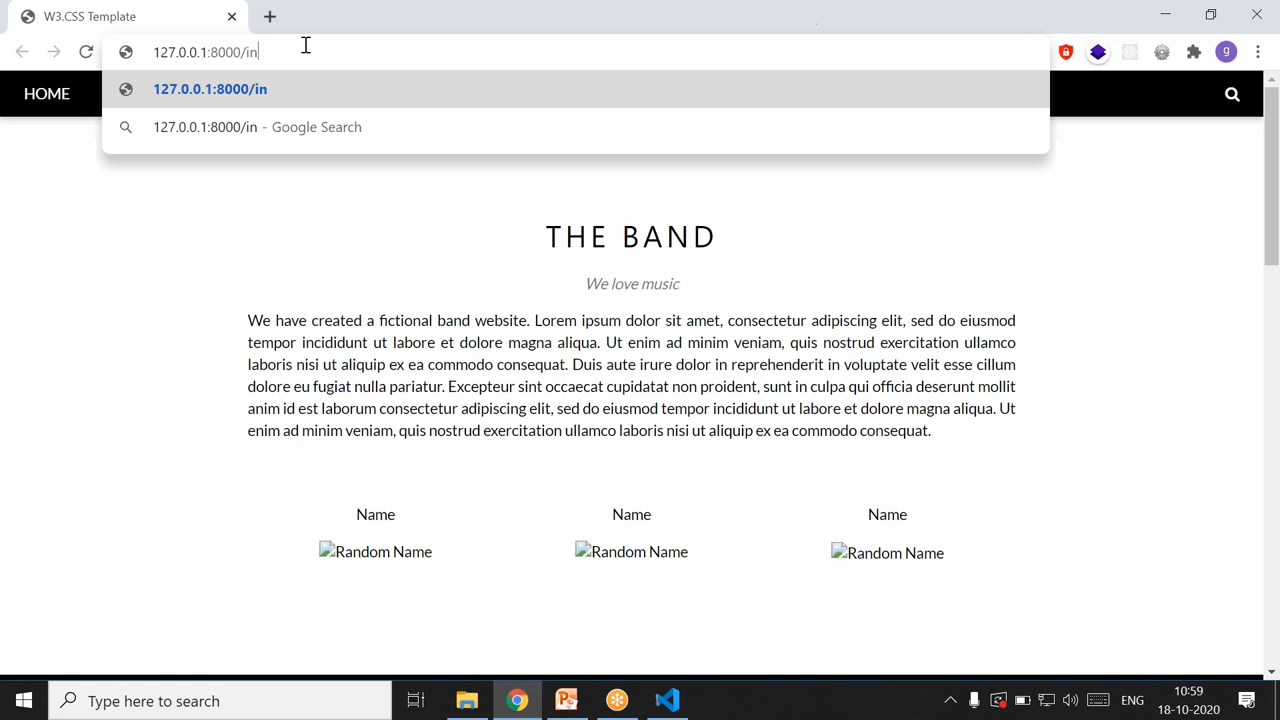 W3.CSS Template
127.0.0.1:8000/in
g
HOME
127.0.0.1:8000/in
127.0.0.1:8000/in - Google Search
THE BAND
We love music
We have created a fictional band website. Lorem ipsum dolor sit amet, consectetur adipiscing elit, sed do eiusmod
tempor incididunt ut labore et dolore magna aliqua. Ut enim ad minim veniam, quis nostrud exercitation ullamco
laboris nisi ut aliquip ex ea commodo consequat. Duis aute irure dolor in reprehenderit in voluptate velit esse cillum
dolore eu fugiat nulla pariatur. Excepteur sint occaecat cupidatat non proident, sunt in culpa qui officia deserunt mollit
anim id est laborum consectetur adipiscing elit, sed do eiusmod tempor incididunt ut labore et dolore magna aliqua. Ut
enim ad minim veniam, quis nostrud exercitation ullamco laboris nisi ut aliquip ex ea commodo consequat.
Name Name Name
Random Name Random Name Random Name
Type here to search
ENG
10:59
18-10-2020